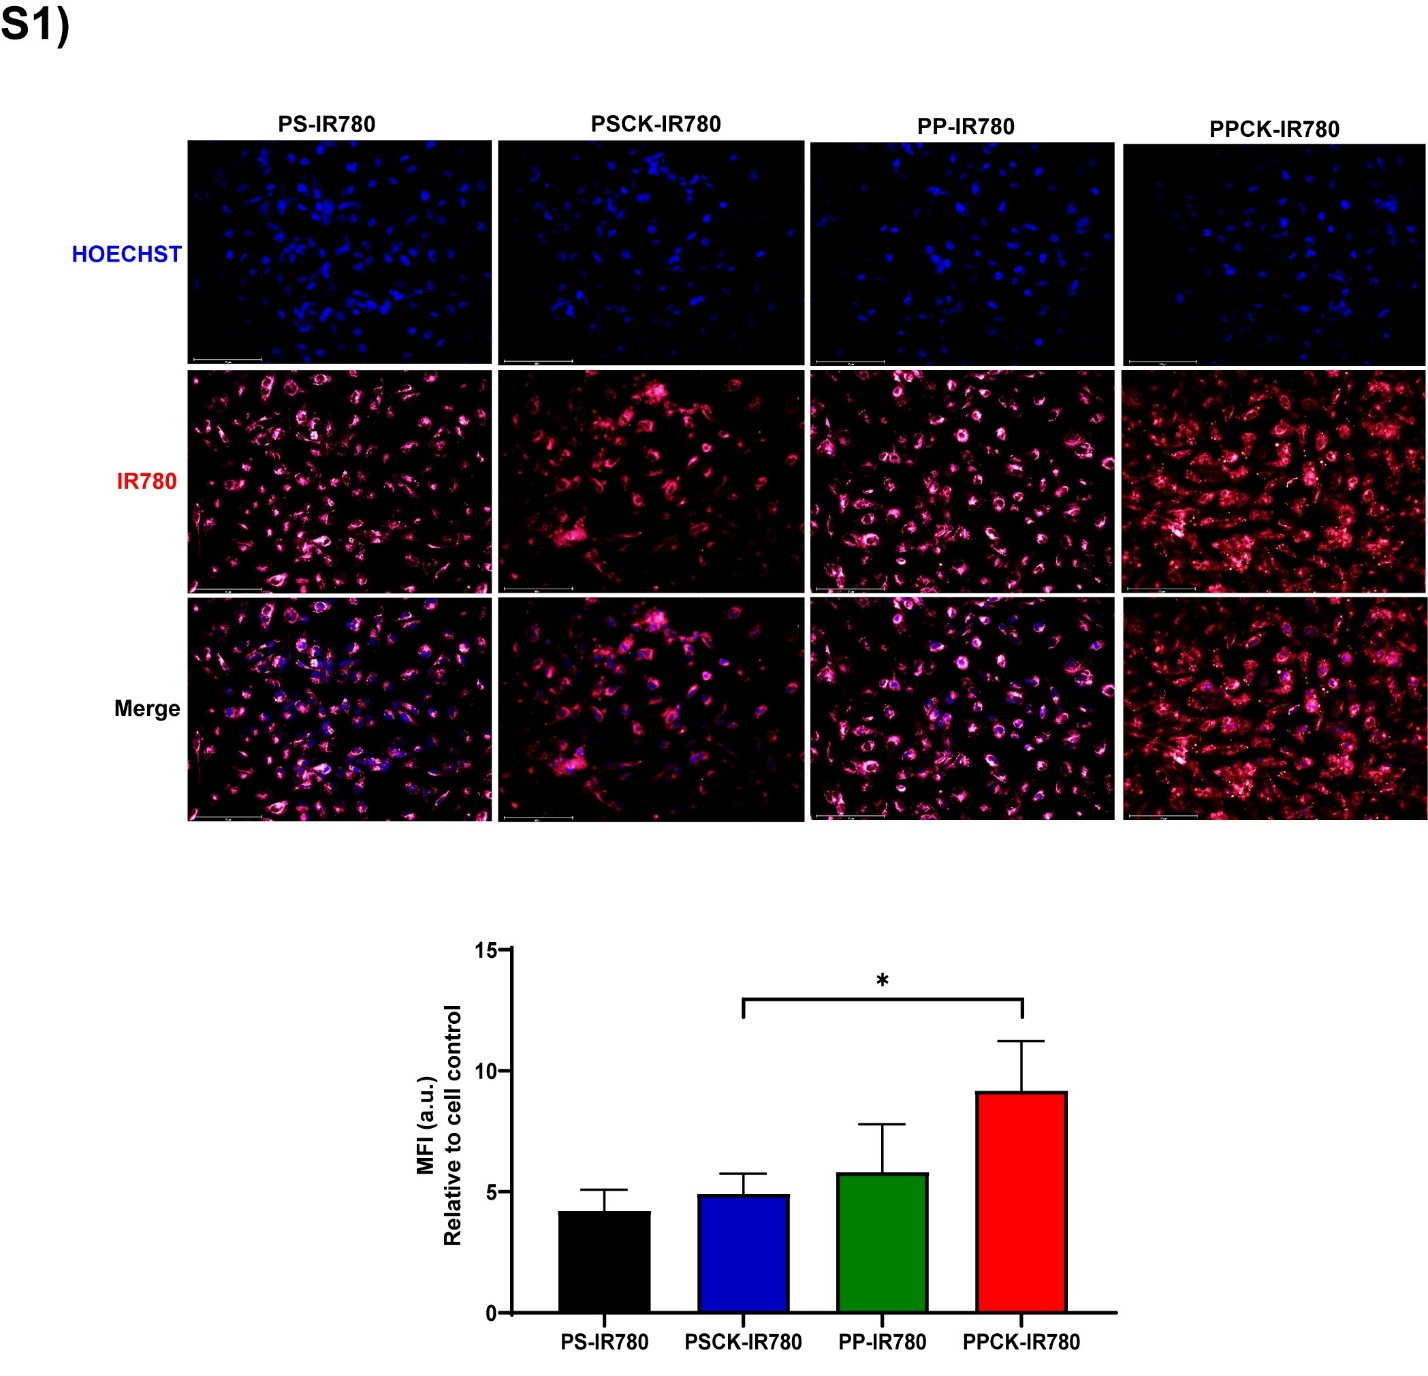 S1)
PS-IR780 PSCK-IR780 PP-IR780 PPCK-IR780
HOECHST
IR780
Merge
15
*
10
5
0
MFI (a.u.)
Relative to cell control
PS-IR780 PSCK-IR780 PP-IR780 PPCK-IR780